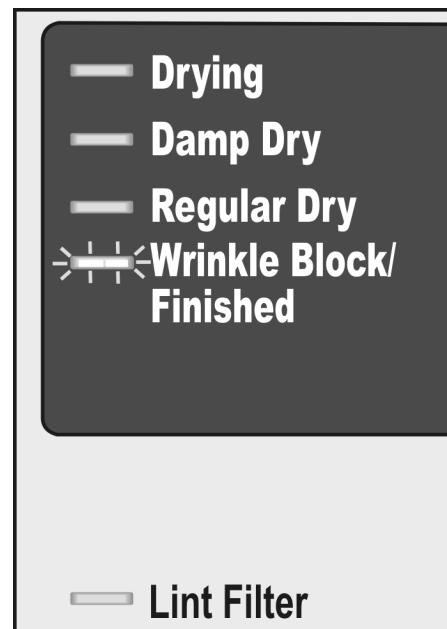 Drying
Damp Dry
Regular Dry
Wrinkle Block/
Finished
Lint Filter